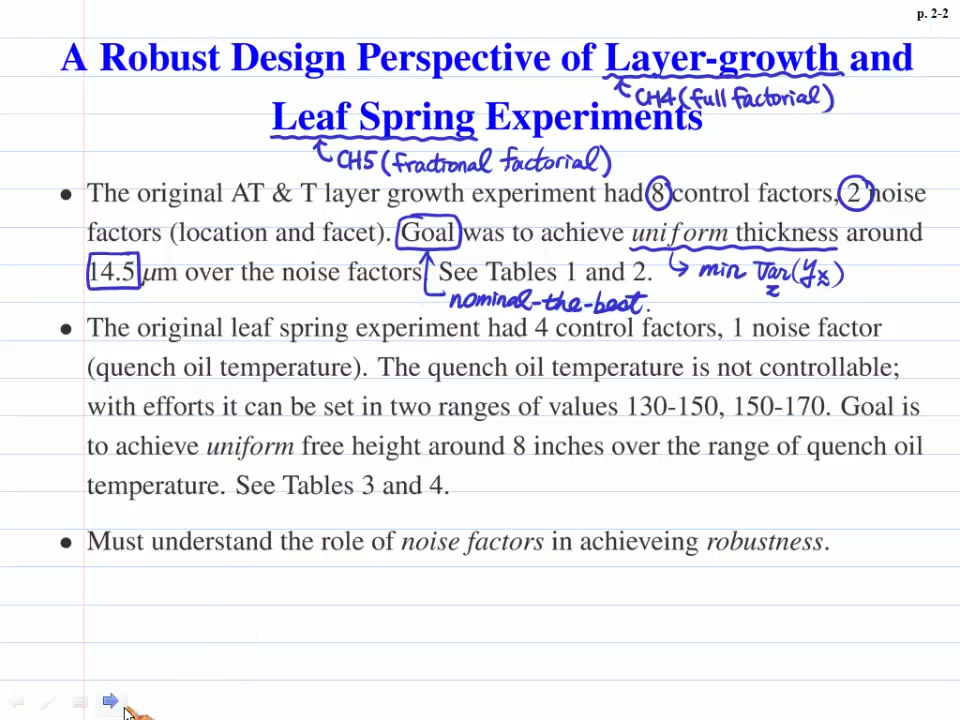 p. 2-2
A Robust Design Perspective of Layer-growth and
CH4 (full factorial)
Leaf Spring Experiments
CH5 (fractional factorial)
• The original AT & T layer growth experiment had 8 control factors, 2 noise
factors (location and facet). Goal was to achieve uniform thickness around
14.5 μm over the noise factors. See Tables 1 and 2.
min Var_z(y_x)
nominal-the-best.
• The original leaf spring experiment had 4 control factors, 1 noise factor
(quench oil temperature). The quench oil temperature is not controllable;
with efforts it can be set in two ranges of values 130-150, 150-170. Goal is
to achieve uniform free height around 8 inches over the range of quench oil
temperature. See Tables 3 and 4.
• Must understand the role of noise factors in achieveing robustness.